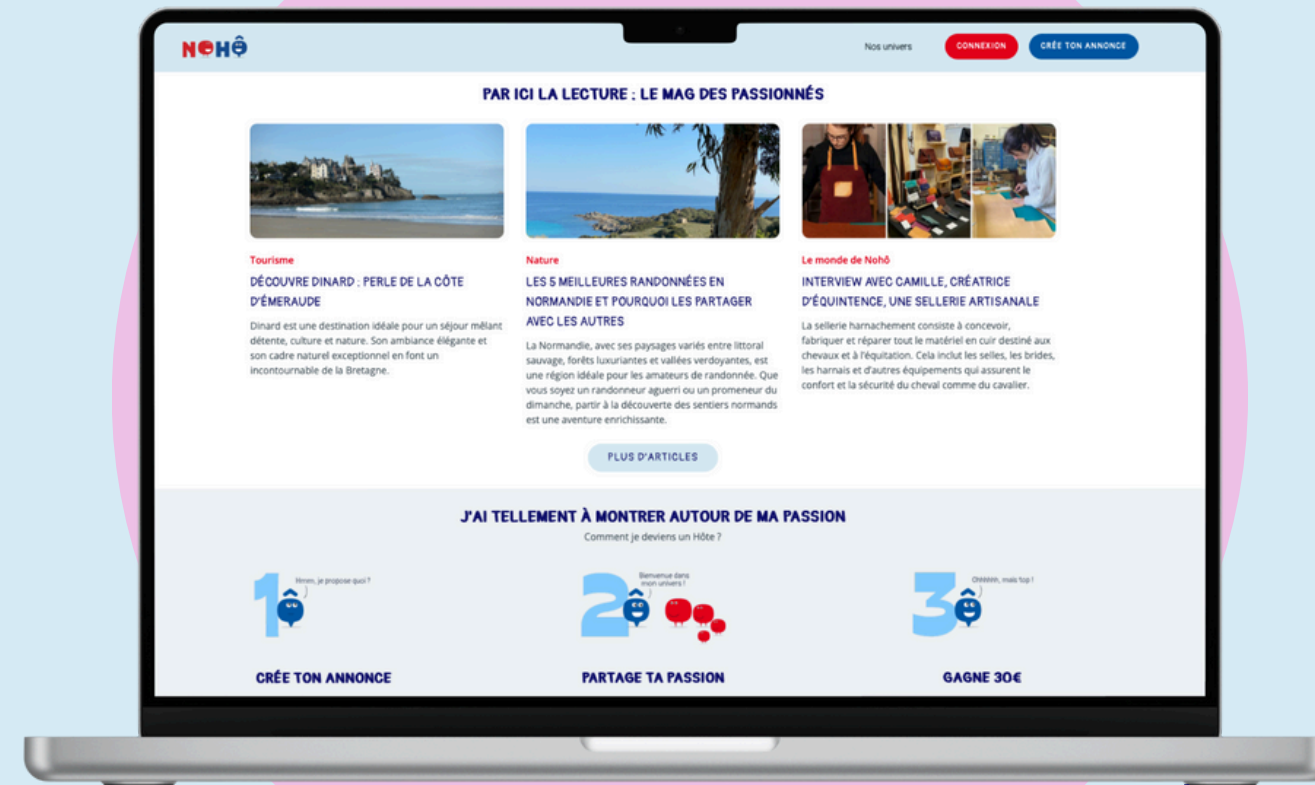 NOHÔ
Nos univers
CONNEXION
CRÉE TON ANNONCE
PAR ICI LA LECTURE : LE MAG DES PASSIONNÉS
Tourisme
DÉCOUVRE DINARD : PERLE DE LA CÔTE
D'ÉMERAUDE
Dinard est une destination idéale pour un séjour mêlant
détente, culture et nature. Son ambiance élégante et
son cadre naturel exceptionnel en font un
incontournable de la Bretagne.
Nature
LES 5 MEILLEURES RANDONNÉES EN
NORMANDIE ET POURQUOI LES PARTAGER
AVEC LES AUTRES
La Normandie, avec ses paysages variés entre littoral
sauvage, forêts luxuriantes et vallées verdoyantes, est
une région idéale pour les amateurs de randonnée. Que
vous soyez un randonneur aguerri ou un promeneur du
dimanche, partir à la découverte des sentiers normands
est une aventure enrichissante.
Le monde de Nohô
INTERVIEW AVEC CAMILLE, CRÉATRICE
D'ÉQUINTENCE, UNE SELLERIE ARTISANALE
La sellerie harnachement consiste à concevoir,
fabriquer et réparer tout le matériel en cuir destiné aux
chevaux et à l'équitation. Cela inclut les selles, les brides,
les harnais et d'autres équipements qui assurent le
confort et la sécurité du cheval comme du cavalier.
PLUS D'ARTICLES
J'AI TELLEMENT À MONTRER AUTOUR DE MA PASSION
Comment je deviens un Hôte ?
1
Hmm, je propose quoi ?
2
Bienvenue dans
mon univers !
3
Ohhhhhh, mais top !
CRÉE TON ANNONCE
PARTAGE TA PASSION
GAGNE 30€